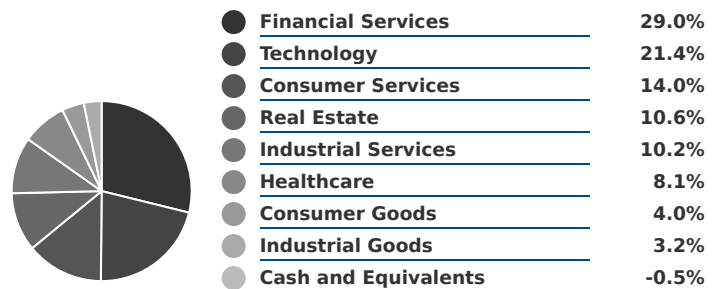 Financial Services 29.0%
Technology 21.4%
Consumer Services 14.0%
Real Estate 10.6%
Industrial Services 10.2%
Healthcare 8.1%
Consumer Goods 4.0%
Industrial Goods 3.2%
Cash and Equivalents -0.5%